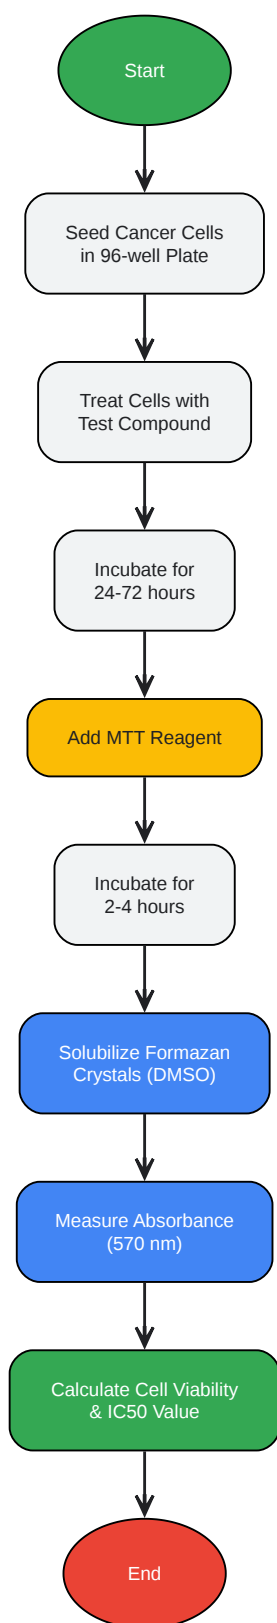 Start
Seed Cancer Cells
in 96-well Plate
Treat Cells with
Test Compound
Incubate for
24-72 hours
Add MTT Reagent
Incubate for
2-4 hours
Solubilize Formazan
Crystals (DMSO)
Measure Absorbance
(570 nm)
Calculate Cell Viability
& IC50 Value
End